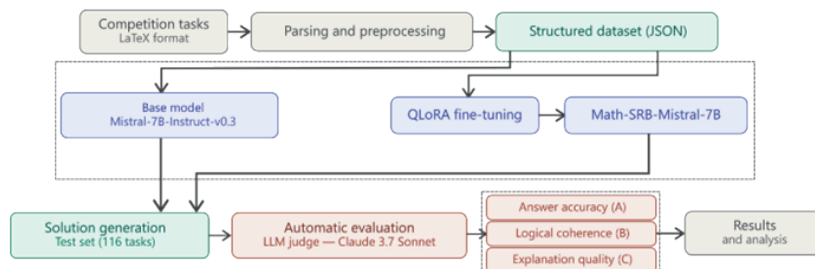 Competition tasks
LaTeX format
Parsing and preprocessing
Structured dataset (JSON)
Base model
Mistral-7B-Instruct-v0.3
QLoRA fine-tuning
Math-SRB-Mistral-7B
Solution generation
Test set (116 tasks)
Automatic evaluation
LLM judge — Claude 3.7 Sonnet
Answer accuracy (A)
Logical coherence (B)
Explanation quality (C)
Results
and analysis